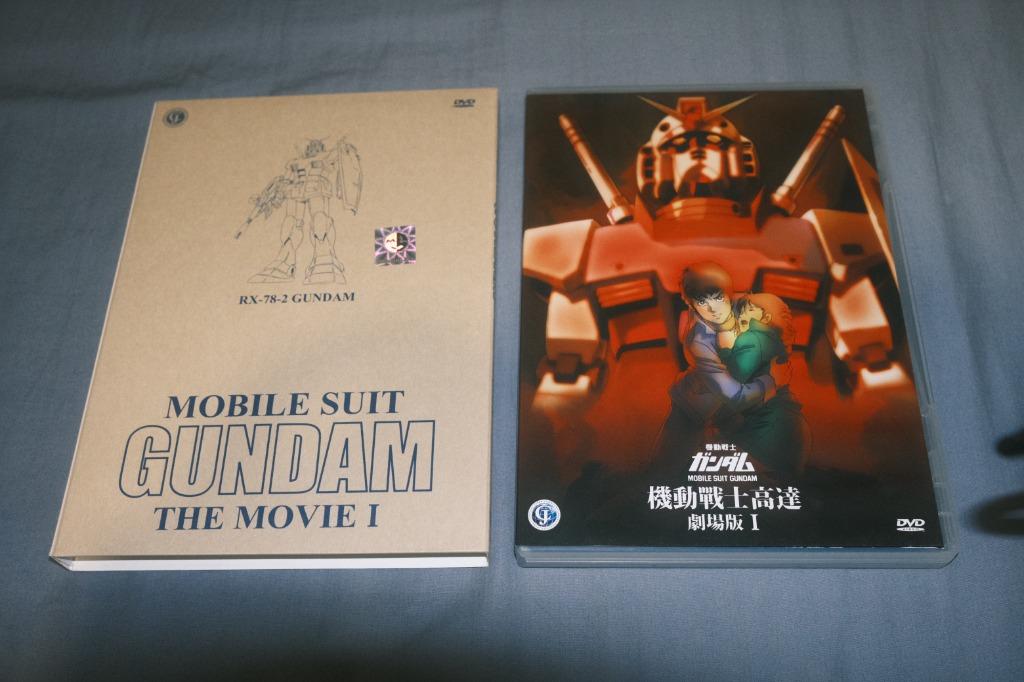 DVD
RX-78-2 GUNDAM
MOBILE SUIT
GUNDAM
THE MOVIE I
機動戦士
ガンダム
MOBILE SUIT GUNDAM
機動戰士高達
劇場版 I
DVD